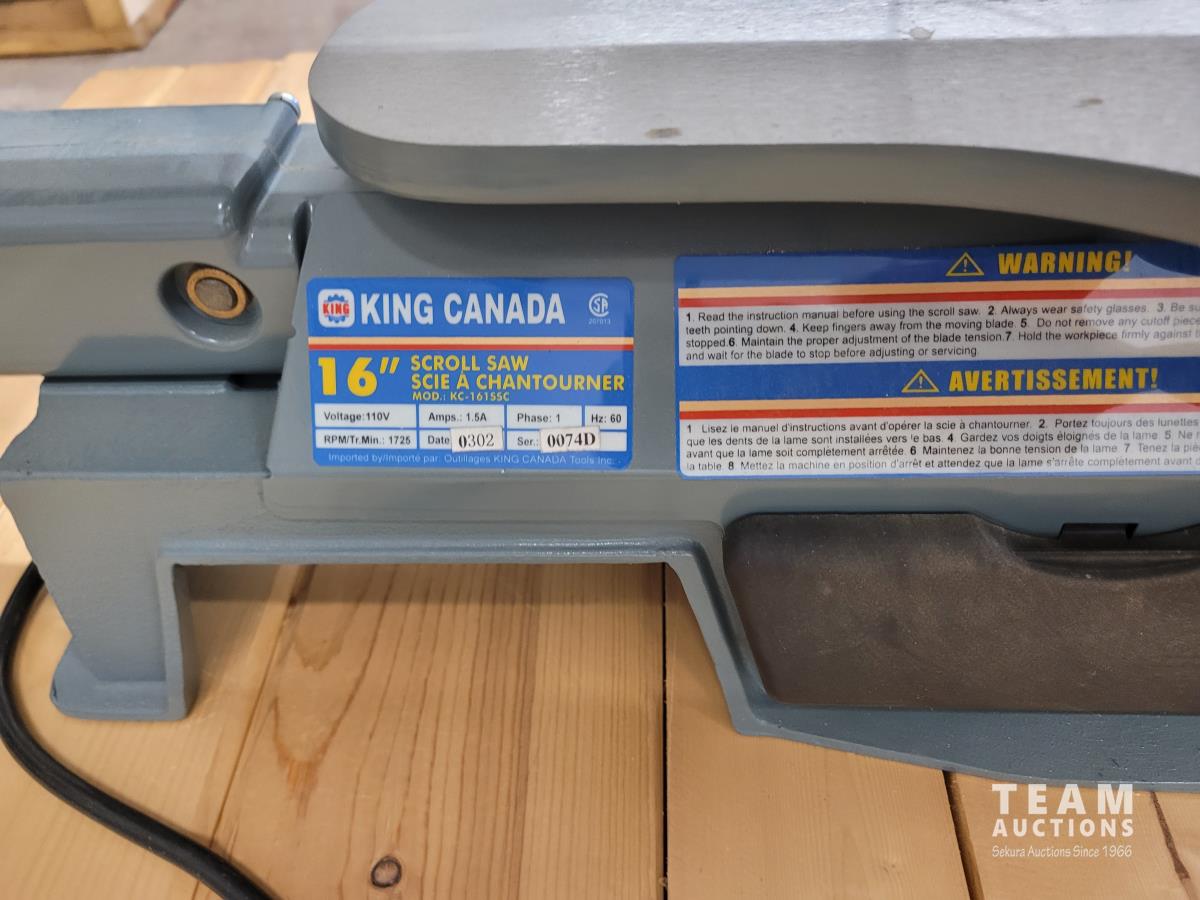 KING KING CANADA SP
207013
16" SCROLL SAW
SCIE À CHANTOURNER
MOD.: KC-161SSC
Voltage:110V Amps.: 1.5A Phase: 1 Hz: 60
RPM/Tr.Min.: 1725 Date 0302 Ser.: 0074D
Imported by/Importé par: Outillages KING CANADA Tools Inc.
WARNING!
1. Read the instruction manual before using the scroll saw. 2. Always wear safety glasses. 3. Be su
teeth pointing down. 4. Keep fingers away from the moving blade. 5. Do not remove any cutoff piece
stopped.6. Maintain the proper adjustment of the blade tension.7. Hold the workpiece firmly against t
and wait for the blade to stop before adjusting or servicing.
AVERTISSEMENT!
1 Lisez le manuel d'instructions avant d'opérer la scie à chantourner. 2. Portez toujours des lunettes
que les dents de la lame sont installées vers le bas. 4. Gardez vos doigts éloignés de la lame. 5 Ne
avant que la lame soit complètement arrêtée. 6 Maintenez la bonne tension de la lame 7 Tenez la piè
la table. 8 Mettez la machine en position d'arrêt et attendez que la lame s'arrête complètement avant
TEAM
AUCTIONS
Sekura Auctions Since 1966